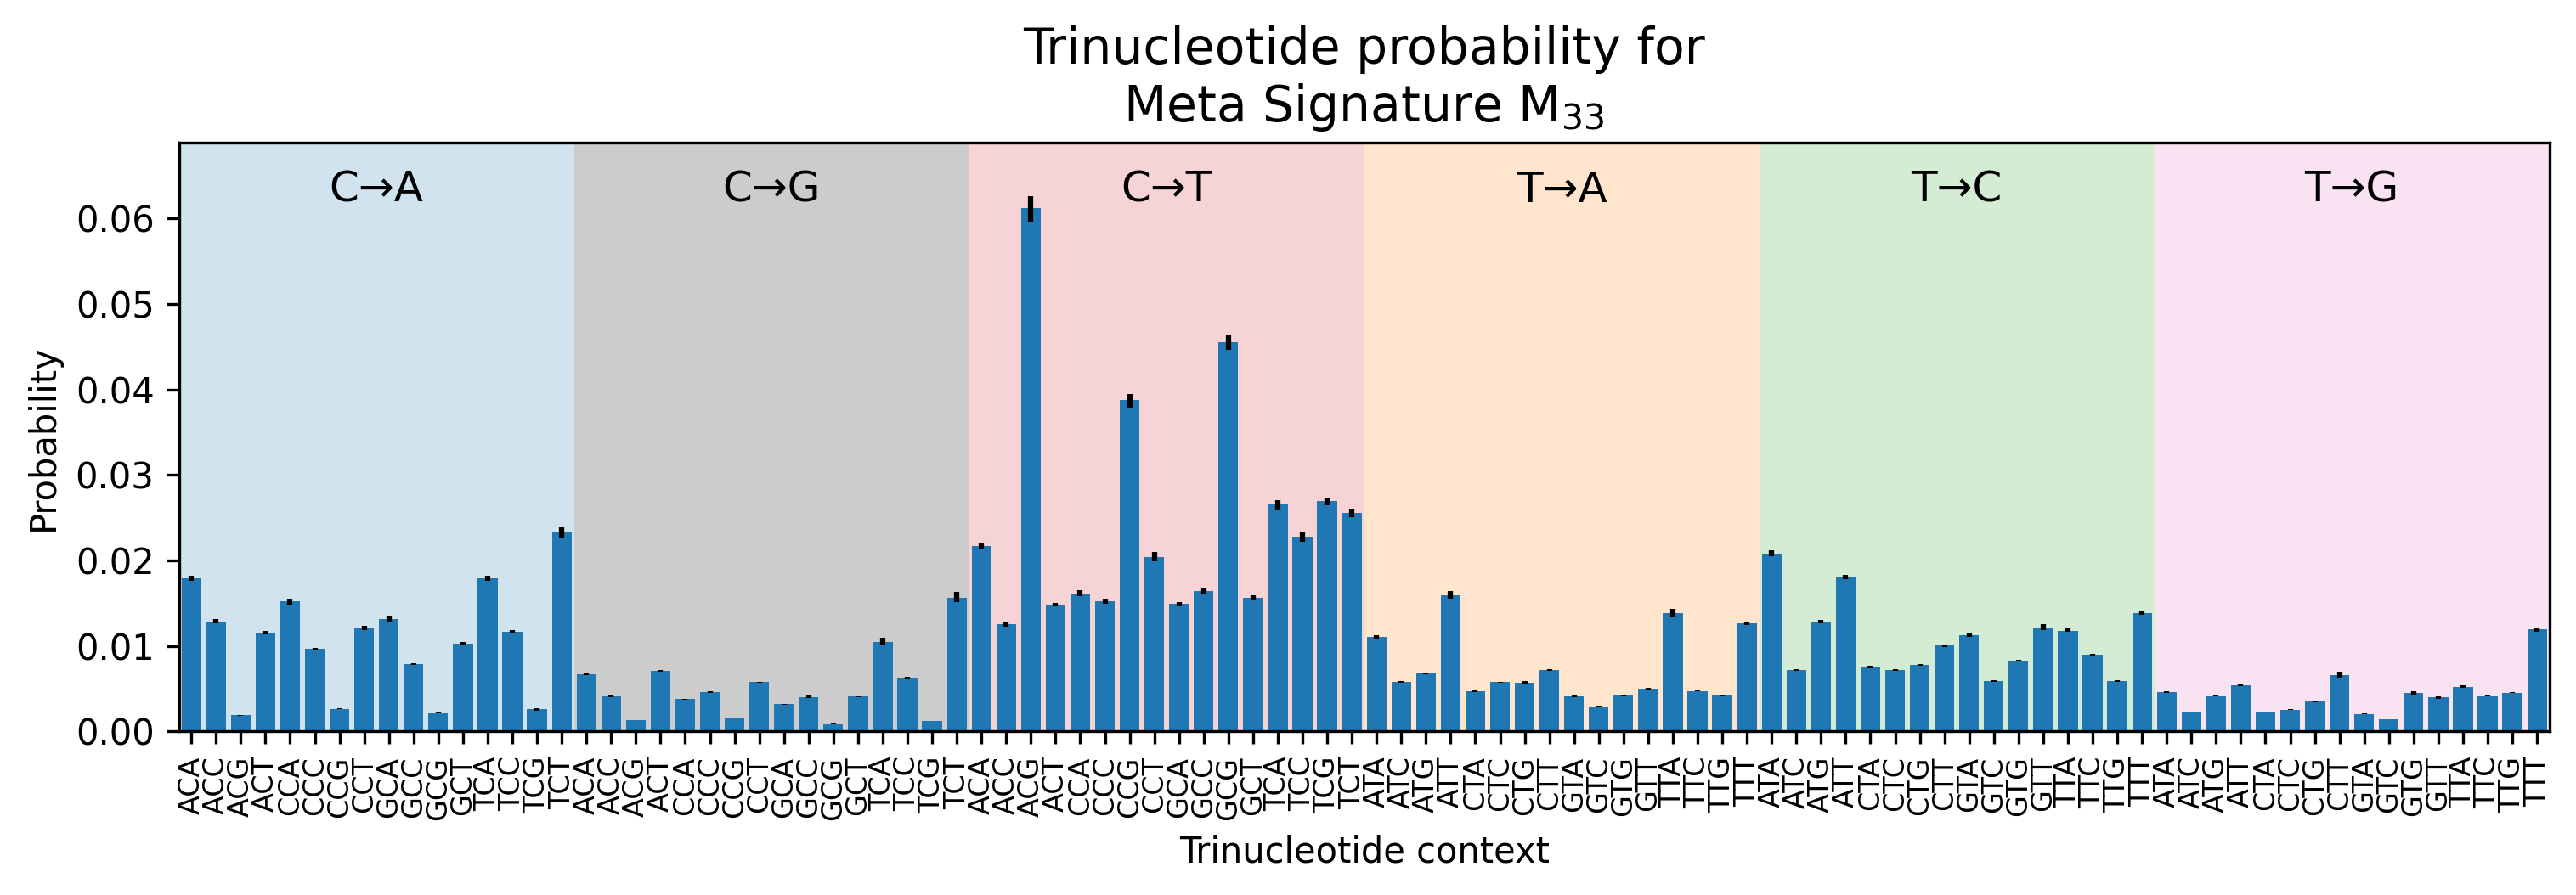 Trinucleotide probability for
Meta Signature M₃₃
C→A C→G C→T T→A T→C T→G
0.06
0.05
0.04
0.03
0.02
0.01
0.00
Probability
ACA ACC ACG ACT CCA CCC CCG CCT GCA GCC GCG GCT TCA TCC TCG TCT ACA ACC ACG ACT CCA CCC CCG CCT GCA GCC GCG GCT TCA TCC TCG TCT ACA ACC ACG ACT CCA CCC CCG CCT GCA GCC GCG GCT TCA TCC TCG TCT ATA ATC ATG ATT CTA CTC CTG CTT GTA GTC GTG GTT TTA TTC TTG TTT ATA ATC ATG ATT CTA CTC CTG CTT GTA GTC GTG GTT TTA TTC TTG TTT ATA ATC ATG ATT CTA CTC CTG CTT GTA GTC GTG GTT TTA TTC TTG TTT
Trinucleotide context